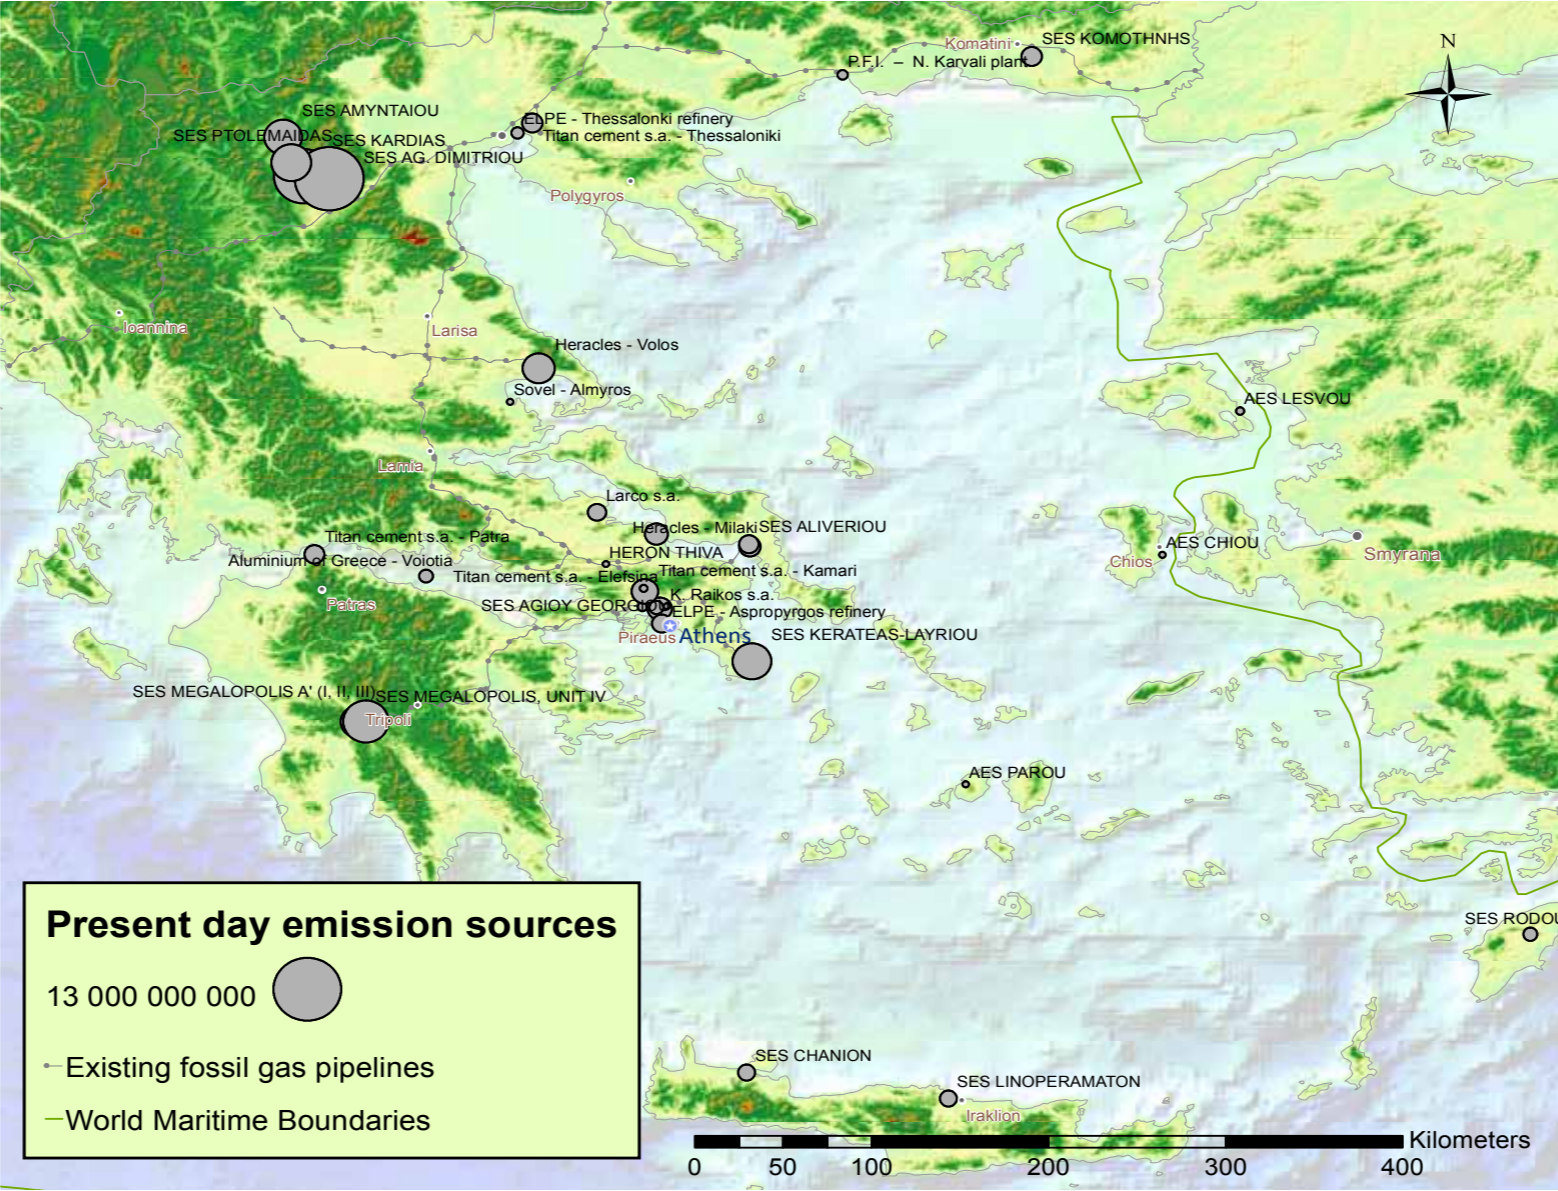 N
Komatini
SES KOMOTHNHS
P.F.I. – N. Karvali plant
SES AMYNTAIOU
ELPE - Thessalonki refinery
SES PTOLEMAIDAS
SES KARDIAS
Titan cement s.a. - Thessaloniki
SES AG. DIMITRIOU
Polygyros
Ioannina
Larisa
Heracles - Volos
Sovel - Almyros
AES LESVOU
Lamia
Larco s.a.
Heracles - Milaki
SES ALIVERIOU
Titan cement s.a. - Patra
HERON THIVA
AES CHIOU
Chios
Smyrana
Aluminium of Greece - Voiotia
Titan cement s.a. - Elefsina
Titan cement s.a. - Kamari
Patras
K. Raikos s.a.
SES AGIOY GEORGIOY
ELPE - Aspropyrgos refinery
Piraeus
Athens
SES KERATEAS-LAYRIOU
SES MEGALOPOLIS A' (I, II, III)
SES MEGALOPOLIS, UNIT IV
Tripoli
AES PAROU
SES RODOU
Present day emission sources
13 000 000 000
Existing fossil gas pipelines
World Maritime Boundaries
SES CHANION
SES LINOPERAMATON
Iraklion
Kilometers
0 50 100 200 300 400